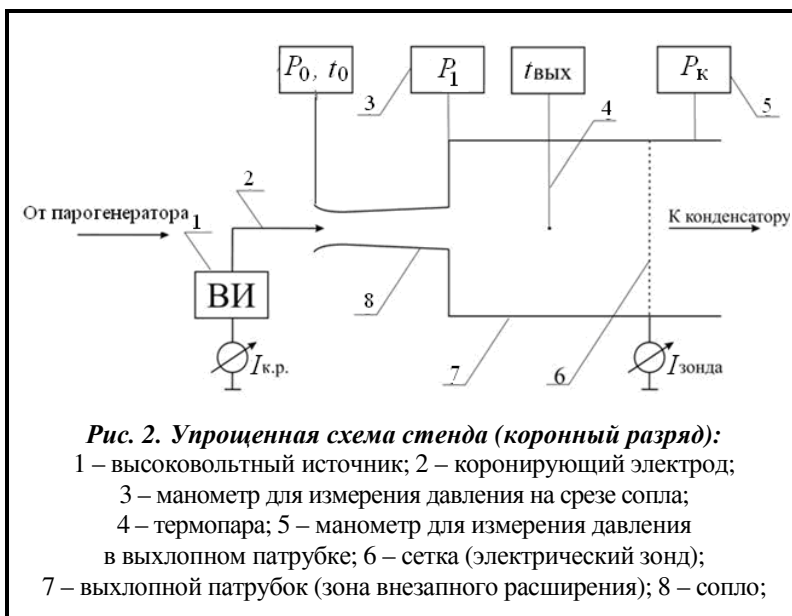 P₀, t₀
P₁
tвых
Pк
3
4
5
2
От парогенератора
1
К конденсатору
ВИ
8
Iк.р.
7
6
Iзонда
Рис. 2. Упрощенная схема стенда (коронный разряд):
1 – высоковольтный источник; 2 – коронирующий электрод;
3 – манометр для измерения давления на срезе сопла;
4 – термопара; 5 – манометр для измерения давления
в выхлопном патрубке; 6 – сетка (электрический зонд);
7 – выхлопной патрубок (зона внезапного расширения); 8 – сопло;